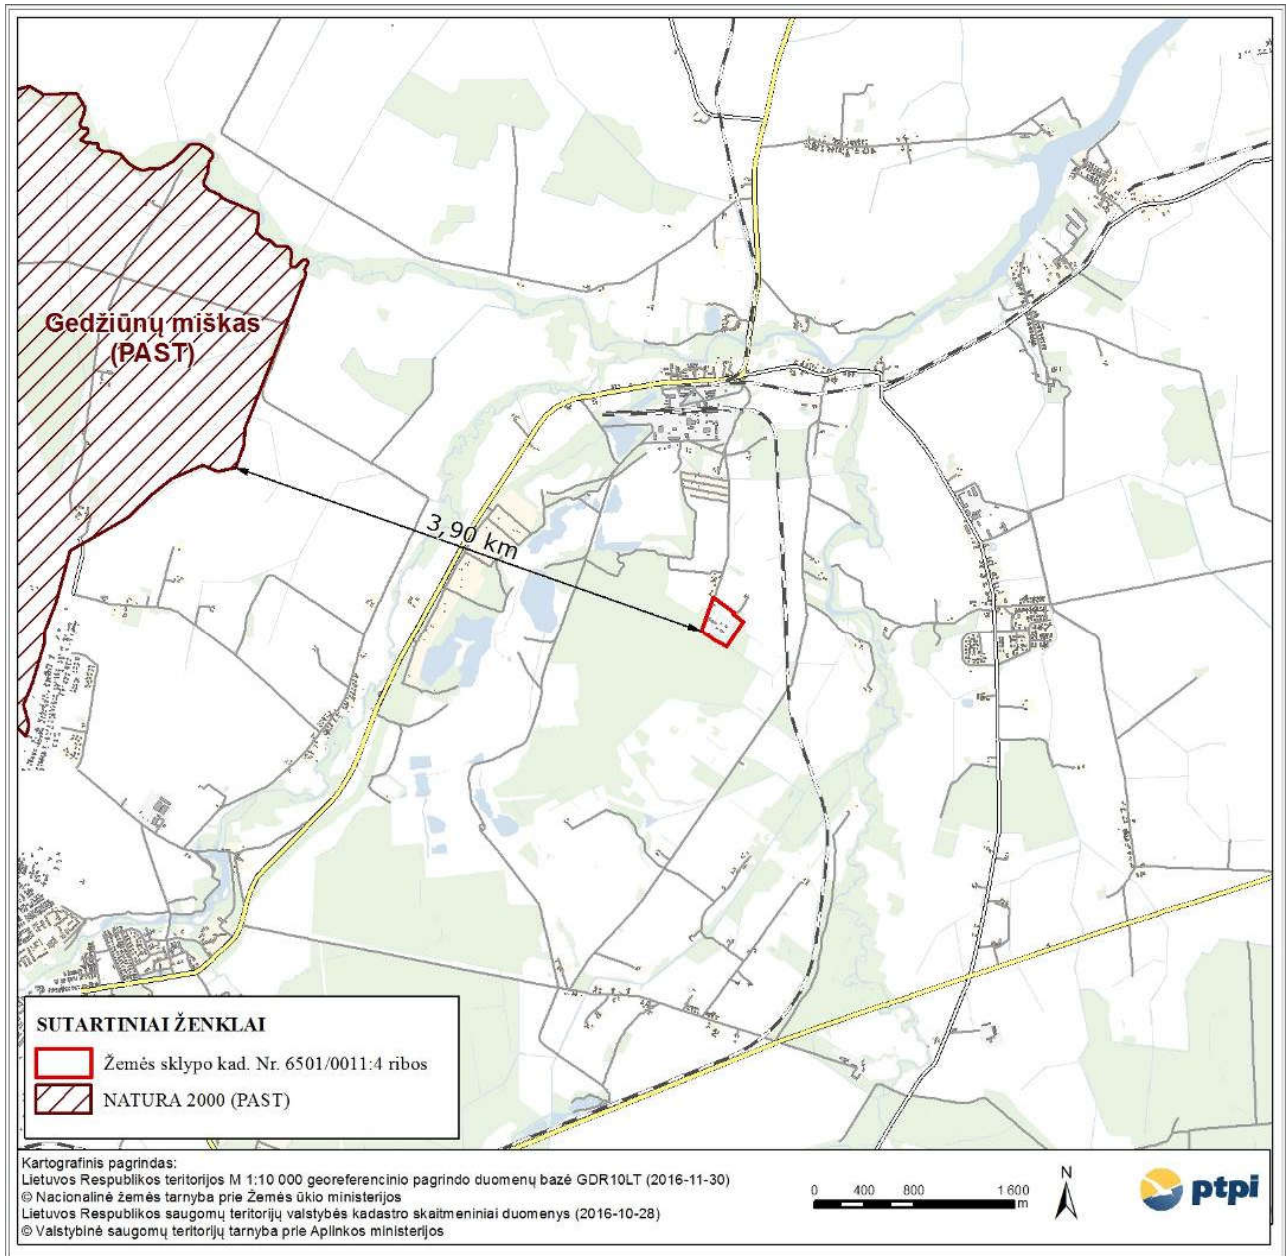 Gedžiūnų miškas
(PAST)
3,90 km
SUTARTINIAI ŽENKLAI
Žemės sklypo kad. Nr. 6501/0011:4 ribos
NATURA 2000 (PAST)
Kartografinis pagrindas:
Lietuvos Respublikos teritorijos M 1:10 000 georeferencinio pagrindo duomenų bazė GDR10LT (2016-11-30)
© Nacionalinė žemės tarnyba prie Žemės ūkio ministerijos
Lietuvos Respublikos saugomų teritorijų valstybės kadastro skaitmeniniai duomenys (2016-10-28)
© Valstybinė saugomų teritorijų tarnyba prie Aplinkos ministerijos
0 400 800 1 600
m
N
ptpi